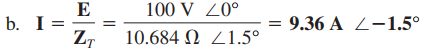 b. I = E / Z_T = 100 V ∠0° / 10.684 Ω ∠1.5° = 9.36 A ∠−1.5°